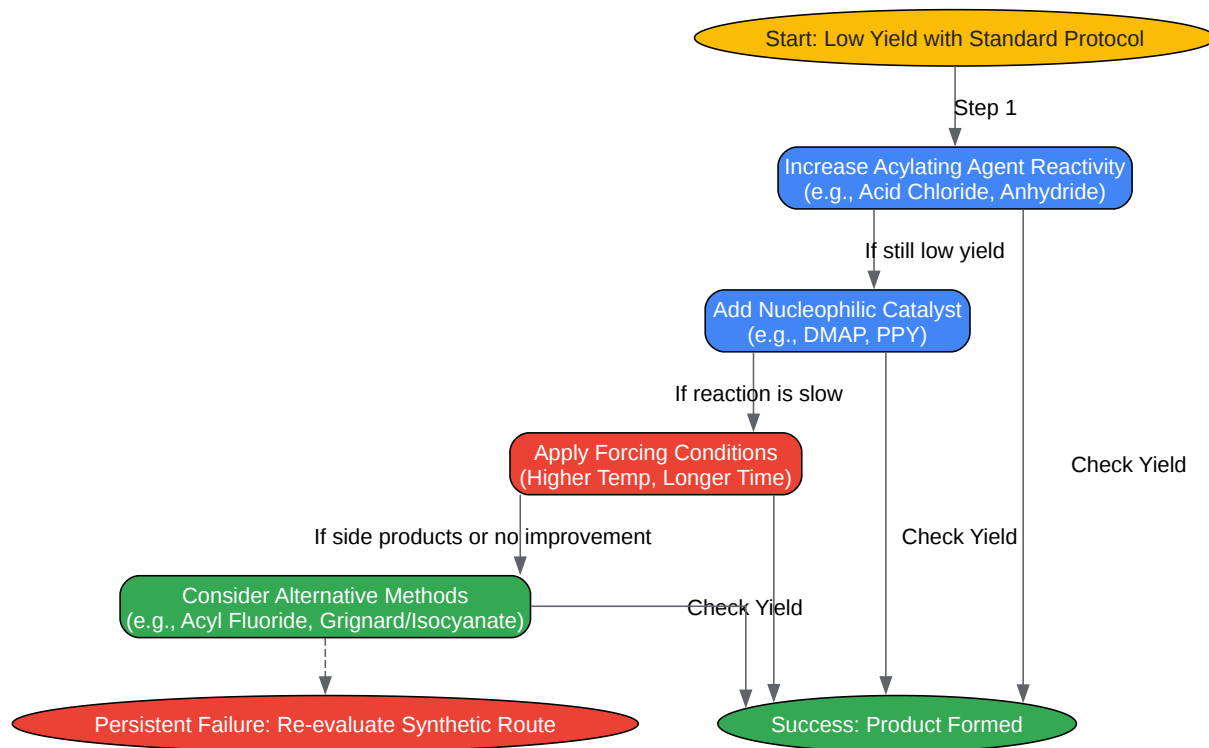 Start: Low Yield with Standard Protocol
Step 1
Increase Acylating Agent Reactivity
(e.g., Acid Chloride, Anhydride)
If still low yield
Add Nucleophilic Catalyst
(e.g., DMAP, PPY)
If reaction is slow
Apply Forcing Conditions
(Higher Temp, Longer Time)
Check Yield
If side products or no improvement
Check Yield
Consider Alternative Methods
(e.g., Acyl Fluoride, Grignard/Isocyanate)
Check Yield
Persistent Failure: Re-evaluate Synthetic Route
Success: Product Formed